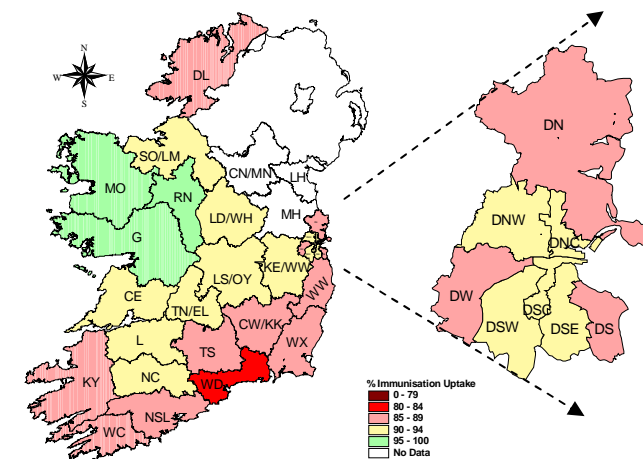 N
W E
S
DL
SO/LM
CN/MN
LH
MO
RN
MH
LD/WH
G
KE/WW
LS/OY
WW
CE
TN/EL
CW/KK
L
TS
WX
KY
NC
WD
NSL
WC
DN
DNW
DNC
DW
DSC
DSW
DSE
DS
% Immunisation Uptake
0 - 79
80 - 84
85 - 89
90 - 94
95 - 100
No Data